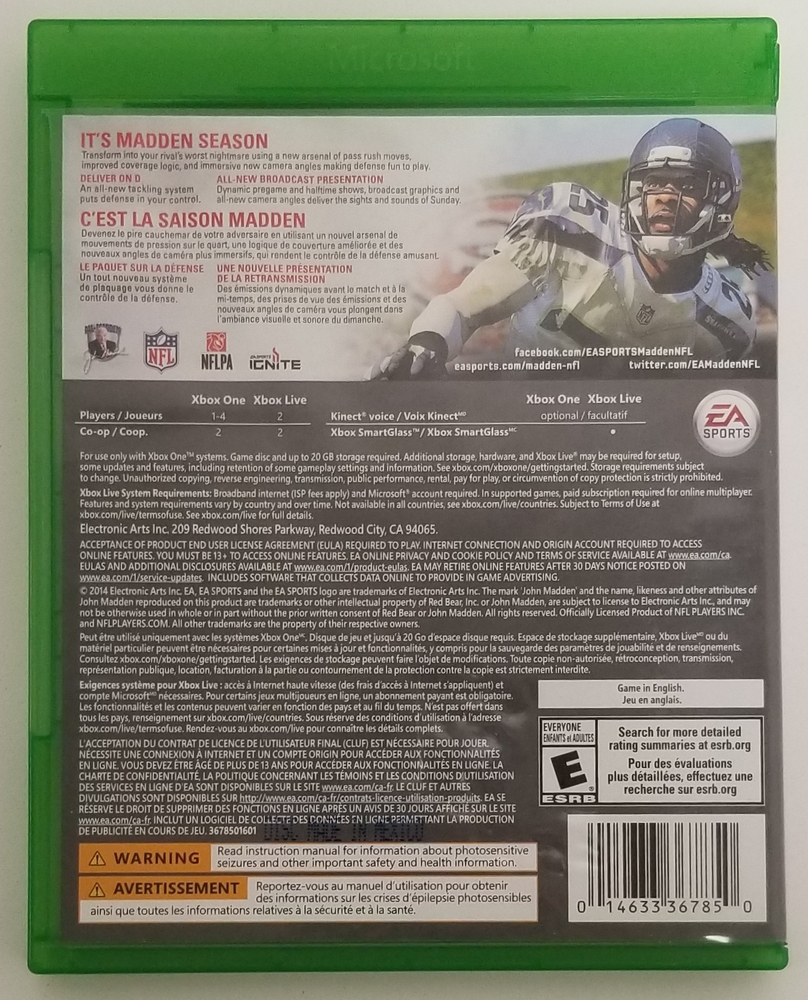 Microsoft
IT'S MADDEN SEASON
Transform into your rival's worst nightmare using a new arsenal of pass rush moves,
improved coverage logic, and immersive new camera angles making defense fun to play.
DELIVER ON D
An all-new tackling system
puts defense in your control.
ALL-NEW BROADCAST PRESENTATION
Dynamic pregame and halftime shows, broadcast graphics and
all-new camera angles deliver the sights and sounds of Sunday.
C'EST LA SAISON MADDEN
Devenez le pire cauchemar de votre adversaire en utilisant un nouvel arsenal de
mouvements de pression sur le quart, une logique de couverture améliorée et des
nouveaux angles de caméra plus immersifs, qui rendent le contrôle de la défense amusant.
LE PAQUET SUR LA DÉFENSE
Un tout nouveau système
de plaquage vous donne le
contrôle de la défense.
UNE NOUVELLE PRÉSENTATION
DE LA RETRANSMISSION
Des émissions dynamiques avant le match et à la
mi-temps, des prises de vue des émissions et des
nouveaux angles de caméra vous plongent dans
l'ambiance visuelle et sonore du dimanche.
25
NFL
NFLPA
EA SPORTS
IGNITE
facebook.com/EASPORTSMaddenNFL
easports.com/madden-nfl twitter.com/EAMaddenNFL
Xbox One Xbox Live
Players / Joueurs 1-4 2
Co-op / Coop. 2 2
Xbox One Xbox Live
Kinect® voice / Voix Kinect MD optional / facultatif
Xbox SmartGlass™/ Xbox SmartGlass MC •
EA
SPORTS
For use only with Xbox One™ systems. Game disc and up to 20 GB storage required. Additional storage, hardware, and Xbox Live® may be required for setup,
some updates and features, including retention of some gameplay settings and information. See xbox.com/xboxone/gettingstarted. Storage requirements subject
to change. Unauthorized copying, reverse engineering, transmission, public performance, rental, pay for play, or circumvention of copy protection is strictly prohibited.
Xbox Live System Requirements: Broadband internet (ISP fees apply) and Microsoft® account required. In supported games, paid subscription required for online multiplayer.
Features and system requirements vary by country and over time. Not available in all countries, see xbox.com/live/countries. Subject to Terms of Use at
xbox.com/live/termsofuse. See xbox.com/live for full details.
Electronic Arts Inc. 209 Redwood Shores Parkway, Redwood City, CA 94065.
ACCEPTANCE OF PRODUCT END USER LICENSE AGREEMENT (EULA) REQUIRED TO PLAY. INTERNET CONNECTION AND ORIGIN ACCOUNT REQUIRED TO ACCESS
ONLINE FEATURES. YOU MUST BE 13+ TO ACCESS ONLINE FEATURES. EA ONLINE PRIVACY AND COOKIE POLICY AND TERMS OF SERVICE AVAILABLE AT www.ea.com/ca.
EULAS AND ADDITIONAL DISCLOSURES AVAILABLE AT www.ea.com/1/product-eulas. EA MAY RETIRE ONLINE FEATURES AFTER 30 DAYS NOTICE POSTED ON
www.ea.com/1/service-updates. INCLUDES SOFTWARE THAT COLLECTS DATA ONLINE TO PROVIDE IN GAME ADVERTISING.
© 2014 Electronic Arts Inc. EA, EA SPORTS and the EA SPORTS logo are trademarks of Electronic Arts Inc. The mark 'John Madden' and the name, likeness and other attributes of
John Madden reproduced on this product are trademarks or other intellectual property of Red Bear, Inc. or John Madden, are subject to license to Electronic Arts Inc., and may
not be otherwise used in whole or in part without the prior written consent of Red Bear or John Madden. All rights reserved. Officially Licensed Product of NFL PLAYERS INC.
and NFLPLAYERS.COM. All other trademarks are the property of their respective owners.
Peut être utilisé uniquement avec les systèmes Xbox One MC. Disque de jeu et jusqu'à 20 Go d'espace disque requis. Espace de stockage supplémentaire, Xbox Live MD ou du
matériel particulier peuvent être nécessaires pour certaines mises à jour et fonctionnalités, y compris pour la sauvegarde des paramètres de jouabilité et de renseignements.
Consultez xbox.com/xboxone/gettingstarted. Les exigences de stockage peuvent faire l'objet de modifications. Toute copie non-autorisée, rétroconception, transmission,
représentation publique, location, facturation à la partie ou contournement de la protection contre la copie est strictement interdite.
Exigences système pour Xbox Live : accès à Internet haute vitesse (des frais d'accès à Internet s'appliquent) et
compte Microsoft MD nécessaires. Pour certains jeux multijoueurs en ligne, un abonnement payant est obligatoire.
Les fonctionnalités et les contenus peuvent varier en fonction des pays et au fil du temps. N'est pas offert dans
tous les pays, renseignement sur xbox.com/live/countries. Sous réserve des conditions d'utilisation à l'adresse
xbox.com/live/termsofuse. Rendez-vous au xbox.com/live pour connaître les détails complets.
L'ACCEPTATION DU CONTRAT DE LICENCE DE L'UTILISATEUR FINAL (CLUF) EST NÉCESSAIRE POUR JOUER.
NÉCESSITE UNE CONNEXION À INTERNET ET UN COMPTE ORIGIN POUR ACCÉDER AUX FONCTIONNALITÉS
EN LIGNE. VOUS DEVEZ ÊTRE ÂGÉ DE PLUS DE 13 ANS POUR ACCÉDER AUX FONCTIONNALITÉS EN LIGNE. LA
CHARTE DE CONFIDENTIALITÉ, LA POLITIQUE CONCERNANT LES TÉMOINS ET LES CONDITIONS D'UTILISATION
DES SERVICES EN LIGNE D'EA SONT DISPONIBLES SUR LE SITE www.ea.com/ca-fr. LE CLUF ET AUTRES
DIVULGATIONS SONT DISPONIBLES SUR http://www.ea.com/ca-fr/contrats-licence-utilisation-produits. EA SE
RÉSERVE LE DROIT DE SUPPRIMER DES FONCTIONS EN LIGNE APRÈS UN AVIS DE 30 JOURS AFFICHÉ SUR LE SITE
www.ea.com/ca-fr. INCLUT UN LOGICIEL DE COLLECTE DES DONNÉES EN LIGNE PERMETTANT LA PRODUCTION
DE PUBLICITÉ EN COURS DE JEU. 3678501601
DISC MADE IN MEXICO
Game in English.
Jeu en anglais.
EVERYONE
ENFANTS et ADULTES
E
ESRB
Search for more detailed
rating summaries at esrb.org
Pour des évaluations
plus détaillées, effectuez une
recherche sur esrb.org
WARNING Read instruction manual for information about photosensitive
seizures and other important safety and health information.
AVERTISSEMENT Reportez-vous au manuel d'utilisation pour obtenir
des informations sur les crises d'épilepsie photosensibles
ainsi que toutes les informations relatives à la sécurité et à la santé.
0 14633 36785 0